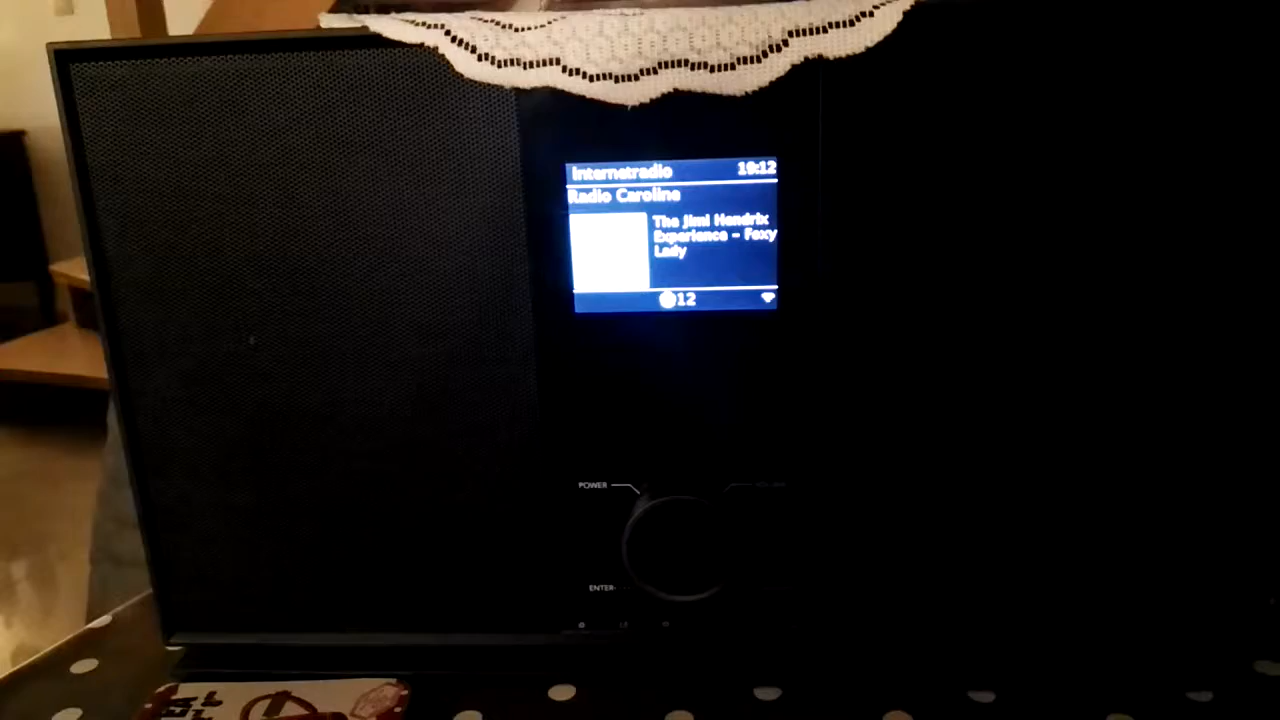 Internetradio 19:12
Radio Caroline
The Jimi Hendrix
Experience - Foxy
Lady
12
POWER
ENTER